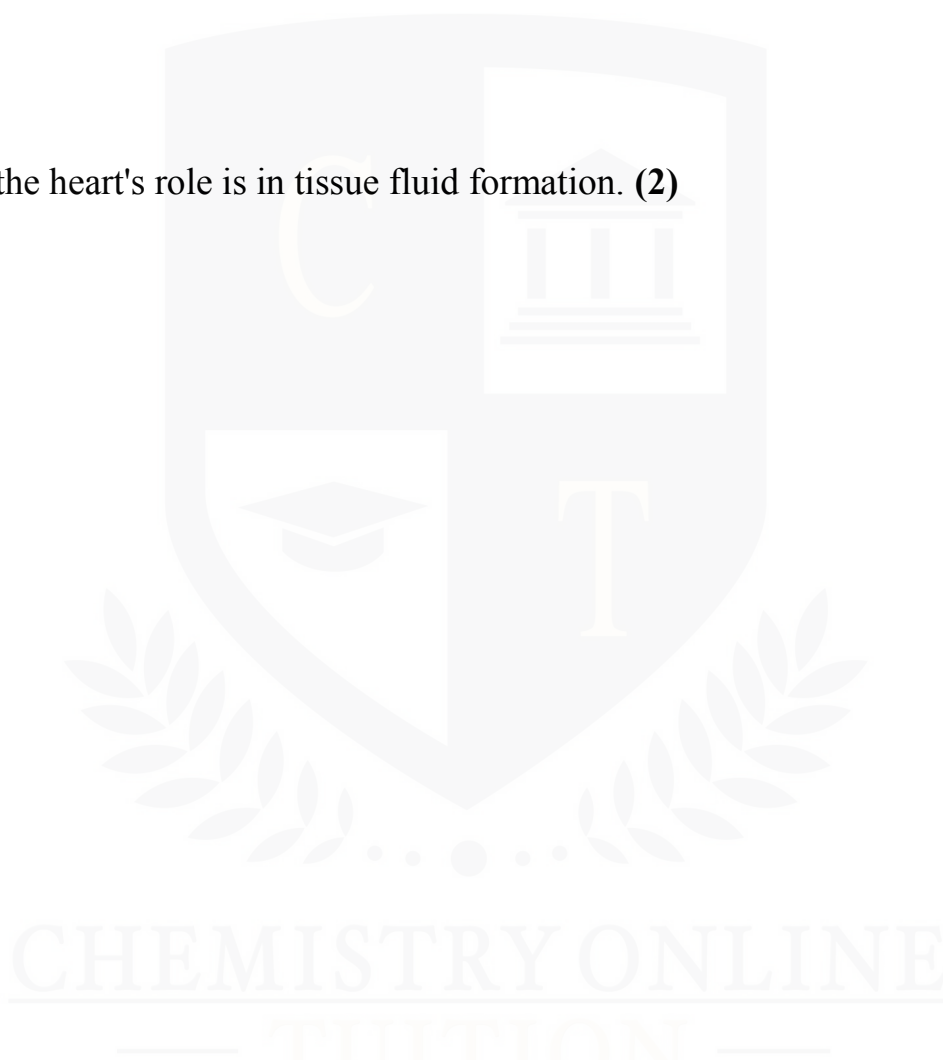 the heart's role is in tissue fluid formation. (2)
C
T
CHEMISTRY ONLINE
— TUITION —